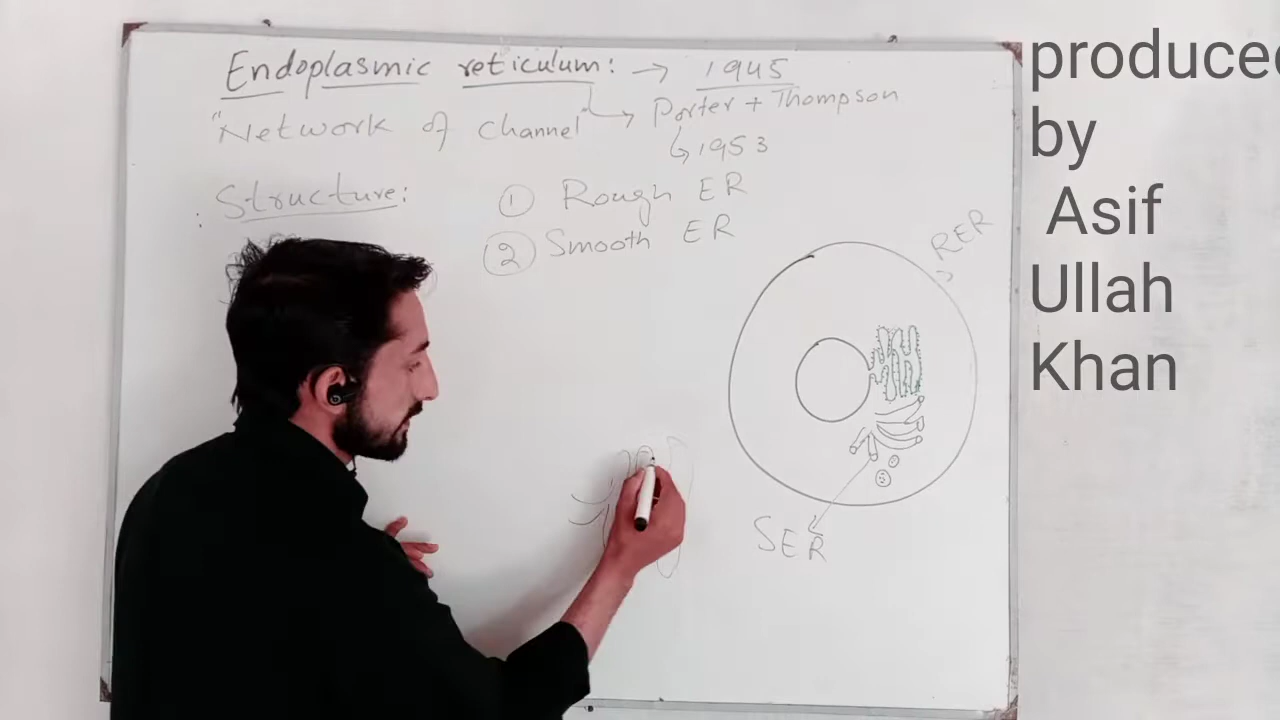 Endoplasmic reticulum: → 1945
"Network of channel" → Porter + Thompson
↳ 1953
Structure:
① Rough ER
② Smooth ER
RER
SER
produced
by
Asif
Ullah
Khan